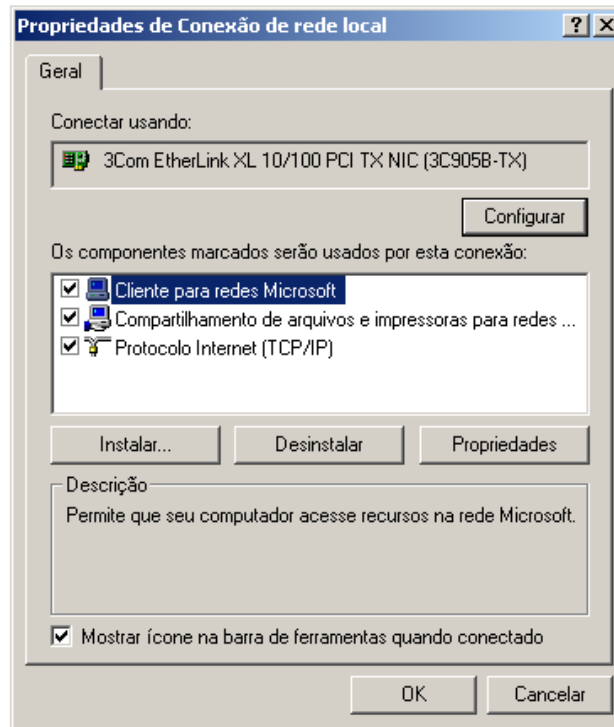 Propriedades de Conexão de rede local
Geral
Conectar usando:
3Com EtherLink XL 10/100 PCI TX NIC (3C905B-TX)
Configurar
Os componentes marcados serão usados por esta conexão:
Cliente para redes Microsoft
Compartilhamento de arquivos e impressoras para redes ...
Protocolo Internet (TCP/IP)
Instalar... Desinstalar Propriedades
Descrição
Permite que seu computador acesse recursos na rede Microsoft.
Mostrar ícone na barra de ferramentas quando conectado
OK Cancelar